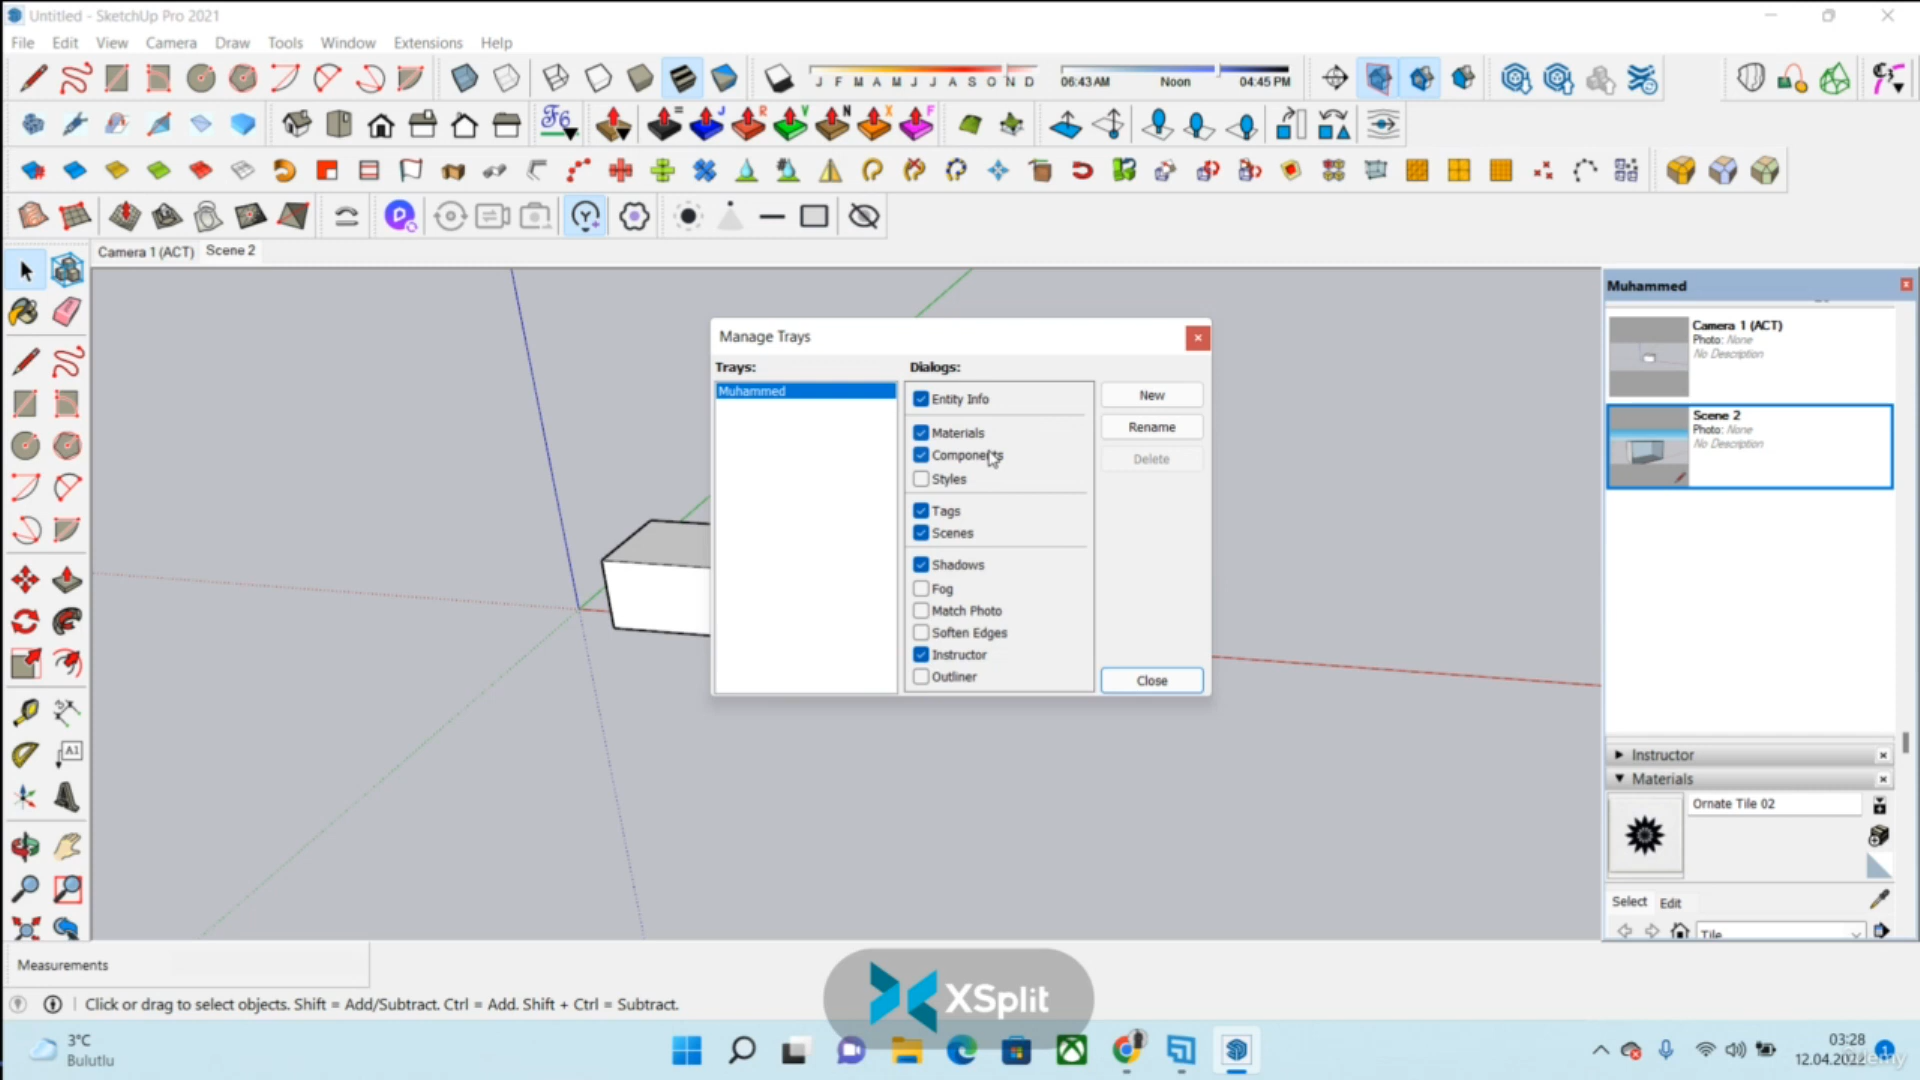 Untitled - SketchUp Pro 2021
File Edit View Camera Draw Tools Window Extensions Help
J F M A M J J A S O N D 06:43 AM Noon 04:45 PM
F6 = J R V N X F
Camera 1 (ACT) Scene 2
Muhammed
Camera 1 (ACT)
Photo: None
No Description
Scene 2
Photo: None
No Description
Manage Trays
Trays: Dialogs:
Muhammed
Entity Info
Materials
Components
Styles
Tags
Scenes
Shadows
Fog
Match Photo
Soften Edges
Instructor
Outliner
New
Rename
Delete
Close
A1
Instructor
Materials
Ornate Tile 02
Select Edit
Tile
Measurements
Click or drag to select objects. Shift = Add/Subtract. Ctrl = Add. Shift + Ctrl = Subtract.
XSplit
3°C
Bulutlu
03:28
12.04.2022
Udemy